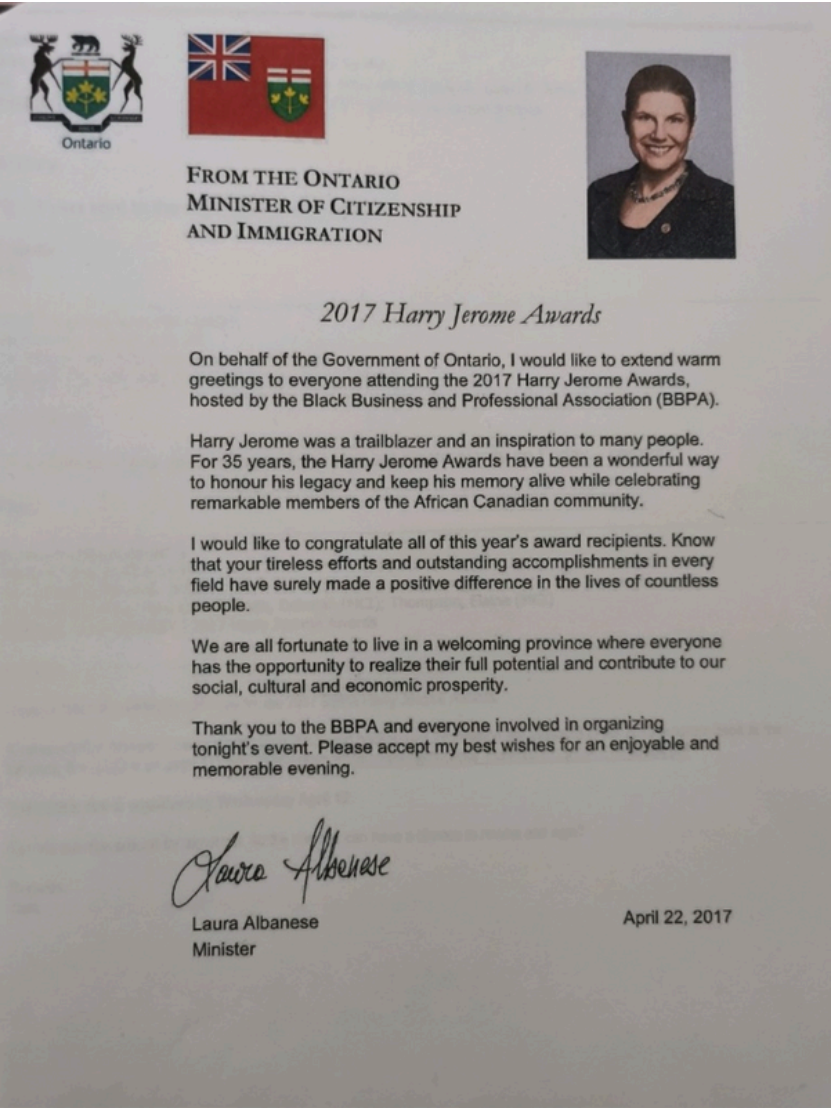 Ontario
FROM THE ONTARIO
MINISTER OF CITIZENSHIP
AND IMMIGRATION
2017 Harry Jerome Awards
On behalf of the Government of Ontario, I would like to extend warm
greetings to everyone attending the 2017 Harry Jerome Awards,
hosted by the Black Business and Professional Association (BBPA).
Harry Jerome was a trailblazer and an inspiration to many people.
For 35 years, the Harry Jerome Awards have been a wonderful way
to honour his legacy and keep his memory alive while celebrating
remarkable members of the African Canadian community.
I would like to congratulate all of this year's award recipients. Know
that your tireless efforts and outstanding accomplishments in every
field have surely made a positive difference in the lives of countless
people.
We are all fortunate to live in a welcoming province where everyone
has the opportunity to realize their full potential and contribute to our
social, cultural and economic prosperity.
Thank you to the BBPA and everyone involved in organizing
tonight's event. Please accept my best wishes for an enjoyable and
memorable evening.
Laura Albanese
Laura Albanese
Minister
April 22, 2017